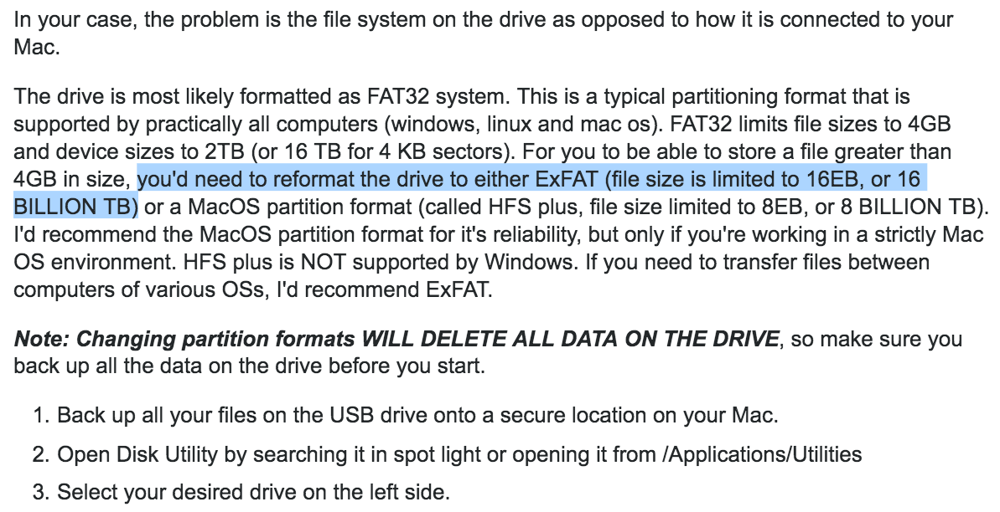 In your case, the problem is the file system on the drive as opposed to how it is connected to your
Mac.
The drive is most likely formatted as FAT32 system. This is a typical partitioning format that is
supported by practically all computers (windows, linux and mac os). FAT32 limits file sizes to 4GB
and device sizes to 2TB (or 16 TB for 4 KB sectors). For you to be able to store a file greater than
4GB in size, you'd need to reformat the drive to either ExFAT (file size is limited to 16EB, or 16
BILLION TB) or a MacOS partition format (called HFS plus, file size limited to 8EB, or 8 BILLION TB).
I'd recommend the MacOS partition format for it's reliability, but only if you're working in a strictly Mac
OS environment. HFS plus is NOT supported by Windows. If you need to transfer files between
computers of various OSs, I'd recommend ExFAT.
Note: Changing partition formats WILL DELETE ALL DATA ON THE DRIVE, so make sure you
back up all the data on the drive before you start.
1. Back up all your files on the USB drive onto a secure location on your Mac.
2. Open Disk Utility by searching it in spot light or opening it from /Applications/Utilities
3. Select your desired drive on the left side.